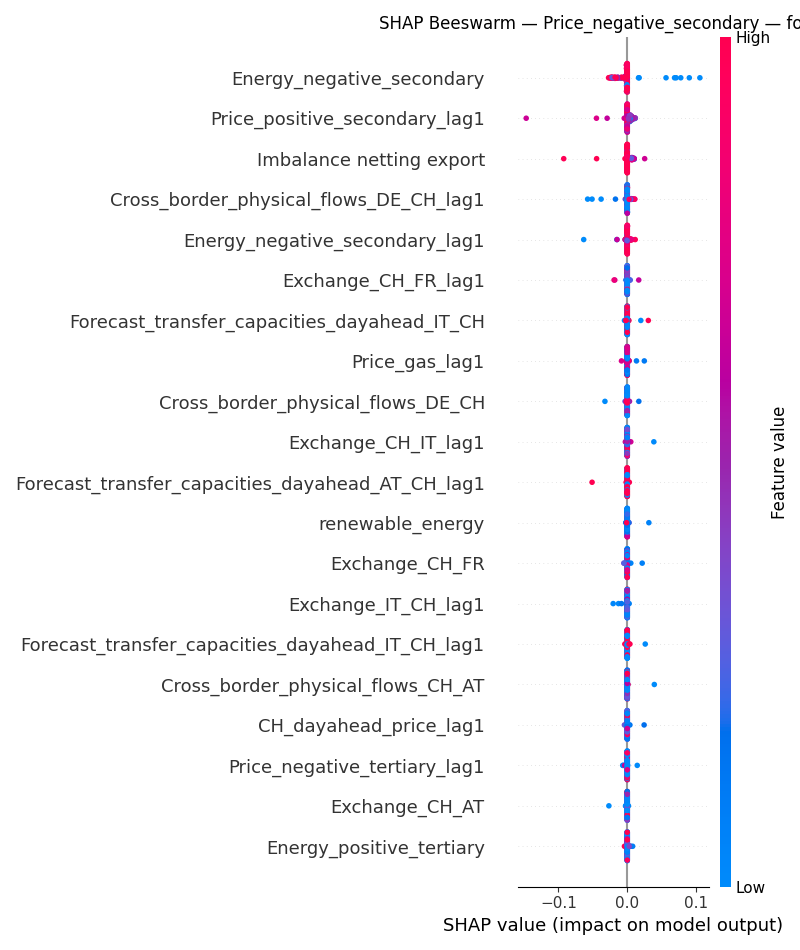 SHAP Beeswarm — Price_negative_secondary — fo
High
Energy_negative_secondary
Price_positive_secondary_lag1
Imbalance netting export
Cross_border_physical_flows_DE_CH_lag1
Energy_negative_secondary_lag1
Exchange_CH_FR_lag1
Forecast_transfer_capacities_dayahead_IT_CH
Price_gas_lag1
Cross_border_physical_flows_DE_CH
Exchange_CH_IT_lag1
Forecast_transfer_capacities_dayahead_AT_CH_lag1
renewable_energy
Exchange_CH_FR
Exchange_IT_CH_lag1
Forecast_transfer_capacities_dayahead_IT_CH_lag1
Cross_border_physical_flows_CH_AT
CH_dayahead_price_lag1
Price_negative_tertiary_lag1
Exchange_CH_AT
Energy_positive_tertiary
Feature value
Low
−0.1 0.0 0.1
SHAP value (impact on model output)